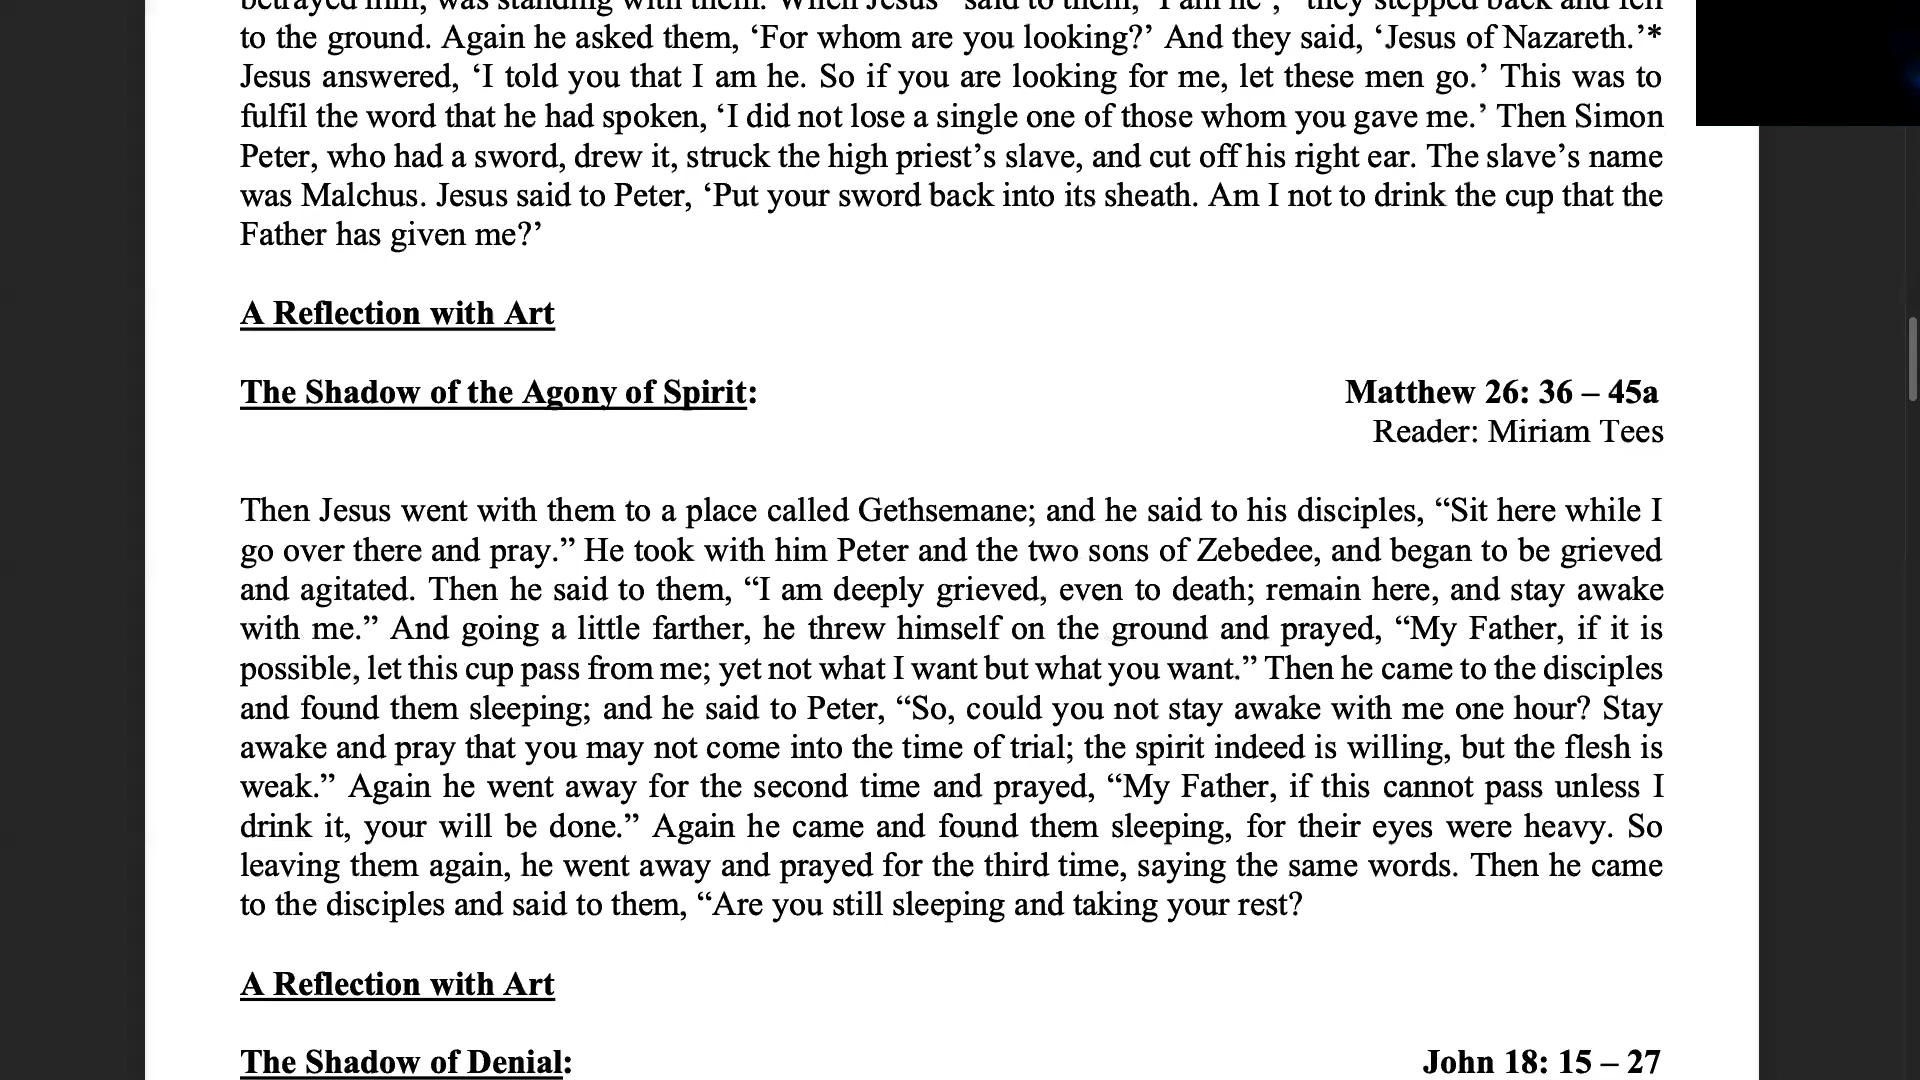 to the ground. Again he asked them, ‘For whom are you looking?’ And they said, ‘Jesus of Nazareth.’*
Jesus answered, ‘I told you that I am he. So if you are looking for me, let these men go.’ This was to
fulfil the word that he had spoken, ‘I did not lose a single one of those whom you gave me.’ Then Simon
Peter, who had a sword, drew it, struck the high priest’s slave, and cut off his right ear. The slave’s name
was Malchus. Jesus said to Peter, ‘Put your sword back into its sheath. Am I not to drink the cup that the
Father has given me?’
A Reflection with Art
The Shadow of the Agony of Spirit: Matthew 26: 36 – 45a
Reader: Miriam Tees
Then Jesus went with them to a place called Gethsemane; and he said to his disciples, “Sit here while I
go over there and pray.” He took with him Peter and the two sons of Zebedee, and began to be grieved
and agitated. Then he said to them, “I am deeply grieved, even to death; remain here, and stay awake
with me.” And going a little farther, he threw himself on the ground and prayed, “My Father, if it is
possible, let this cup pass from me; yet not what I want but what you want.” Then he came to the disciples
and found them sleeping; and he said to Peter, “So, could you not stay awake with me one hour? Stay
awake and pray that you may not come into the time of trial; the spirit indeed is willing, but the flesh is
weak.” Again he went away for the second time and prayed, “My Father, if this cannot pass unless I
drink it, your will be done.” Again he came and found them sleeping, for their eyes were heavy. So
leaving them again, he went away and prayed for the third time, saying the same words. Then he came
to the disciples and said to them, “Are you still sleeping and taking your rest?
A Reflection with Art
The Shadow of Denial: John 18: 15 – 27